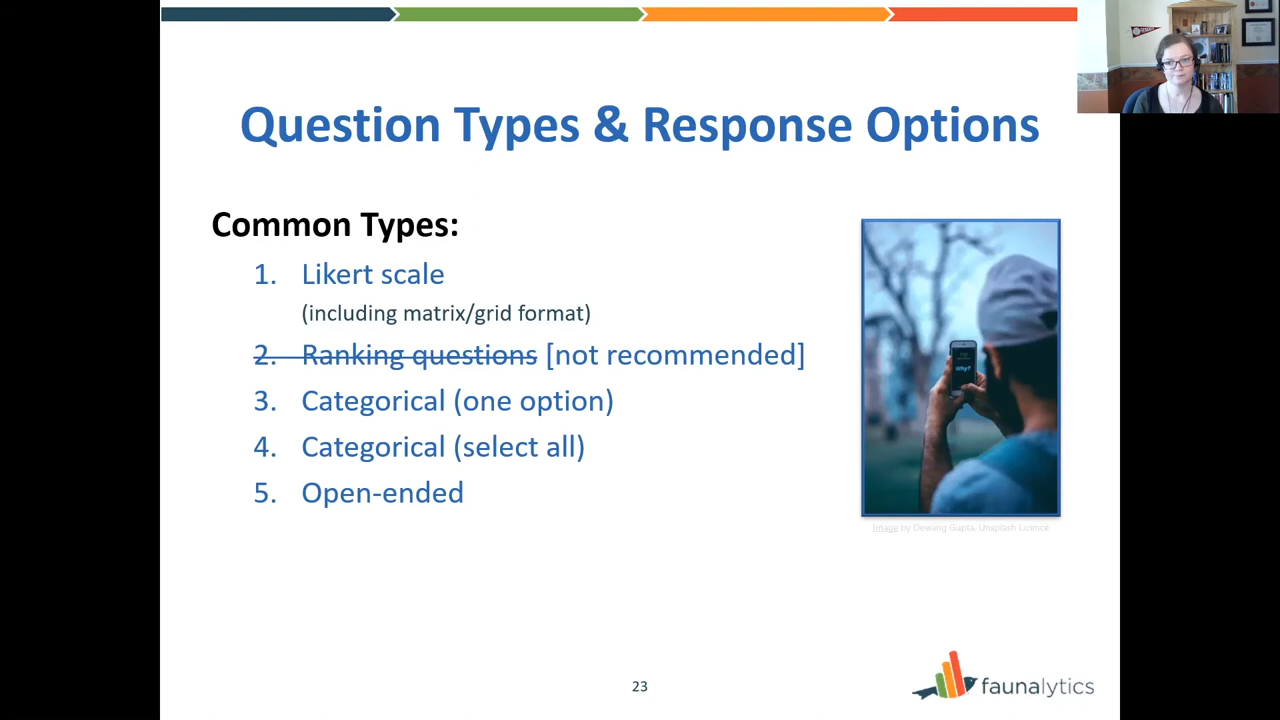 Question Types & Response Options
Common Types:
1. Likert scale
(including matrix/grid format)
2. Ranking questions [not recommended]
3. Categorical (one option)
4. Categorical (select all)
5. Open-ended
Why?
Image by Dewang Gupta, Unsplash Licence
23
faunalytics